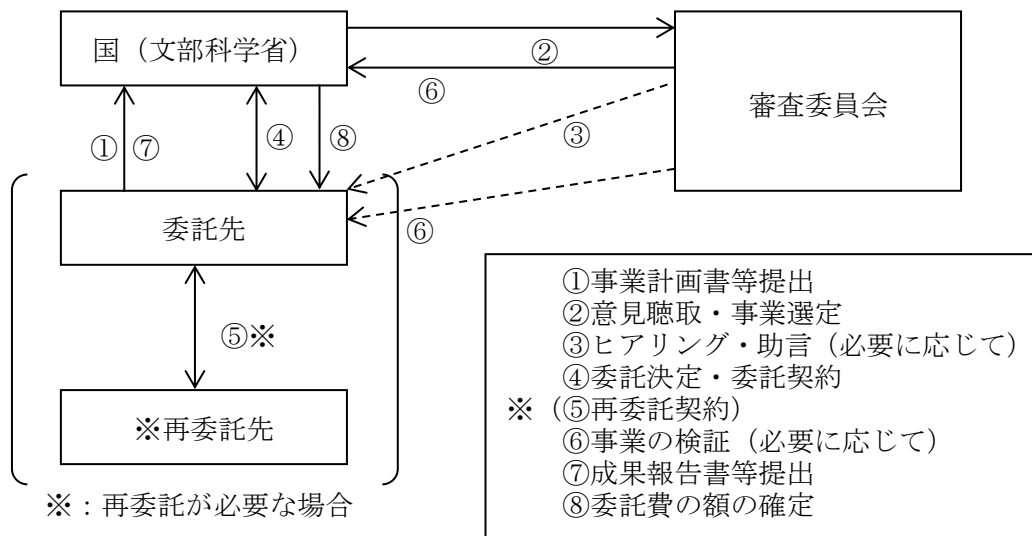 国（文部科学省）
②
⑥
審査委員会
③
①
⑦
④
⑧
委託先
⑥
⑤※
※再委託先
※：再委託が必要な場合
①事業計画書等提出
②意見聴取・事業選定
③ヒアリング・助言（必要に応じて）
④委託決定・委託契約
※（⑤再委託契約）
⑥事業の検証（必要に応じて）
⑦成果報告書等提出
⑧委託費の額の確定